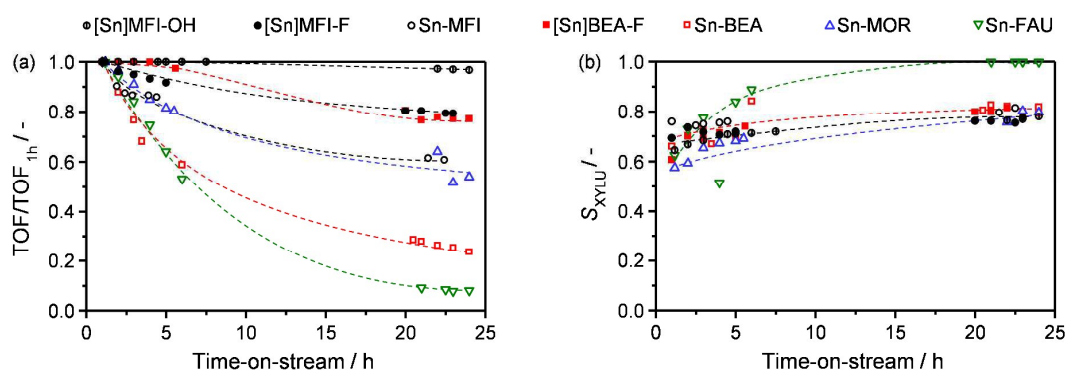 [Sn]MFI-OH [Sn]MFI-F Sn-MFI [Sn]BEA-F Sn-BEA Sn-MOR Sn-FAU
(a)
TOF/TOF1h / -
1.0
0.8
0.6
0.4
0.2
0.0
0 5 10 15 20 25
Time-on-stream / h
(b)
SXYLU / -
1.0
0.8
0.6
0.4
0.2
0.0
0 5 10 15 20 25
Time-on-stream / h